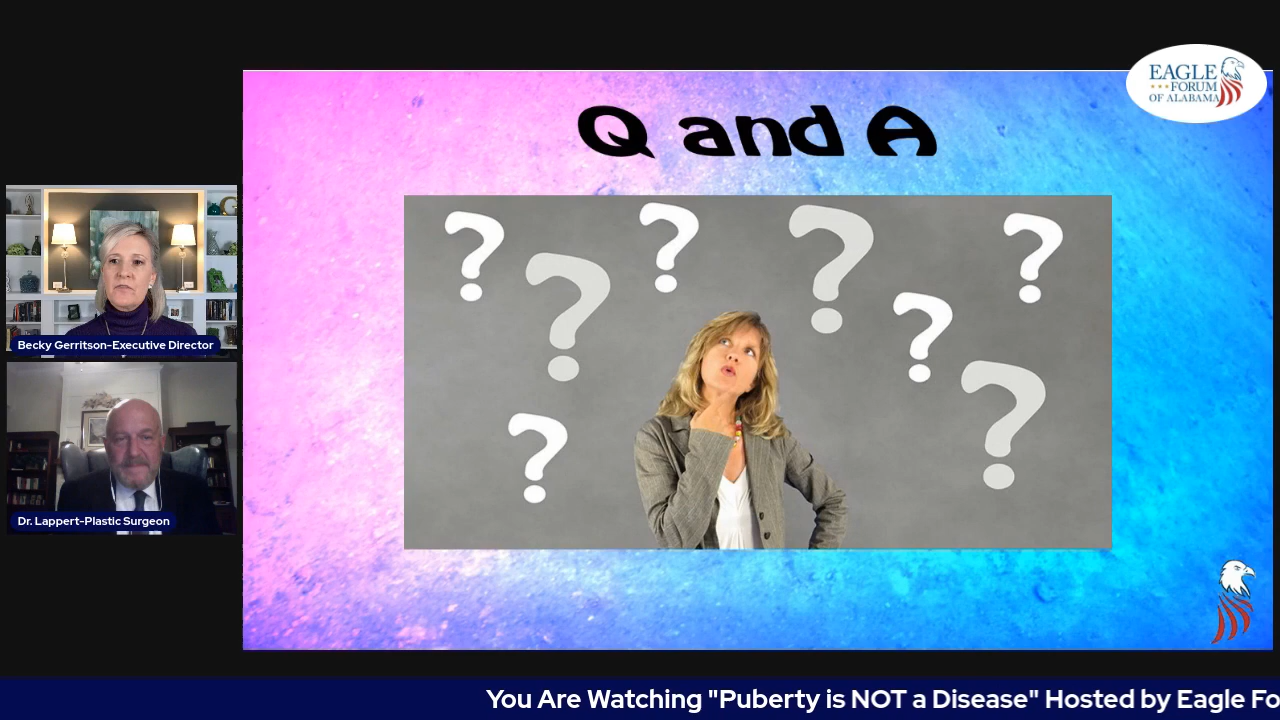 EAGLE
FORUM
OF ALABAMA
Q and A
? ? ? ? ? ? ? ? ?
Becky Gerritson-Executive Director
Dr. Lappert-Plastic Surgeon
You Are Watching "Puberty is NOT a Disease" Hosted by Eagle Fo